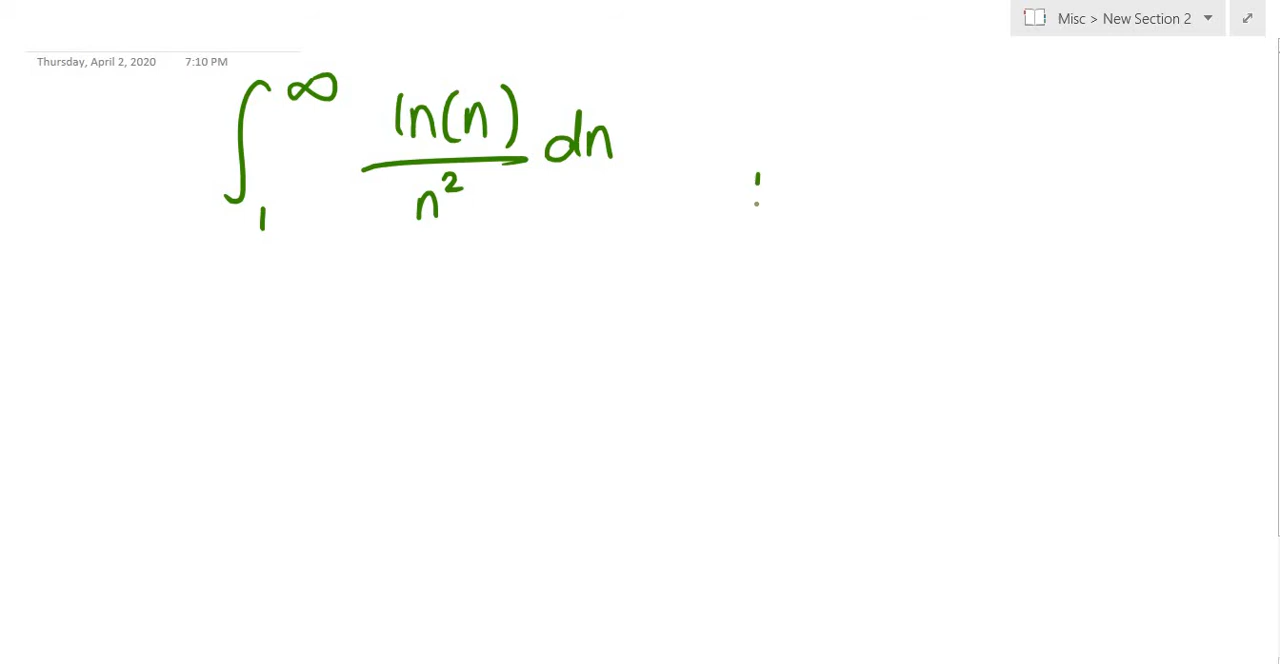 Misc > New Section 2
Thursday, April 2, 2020 7:10 PM
∫₁^∞ ln(n)/n² dn